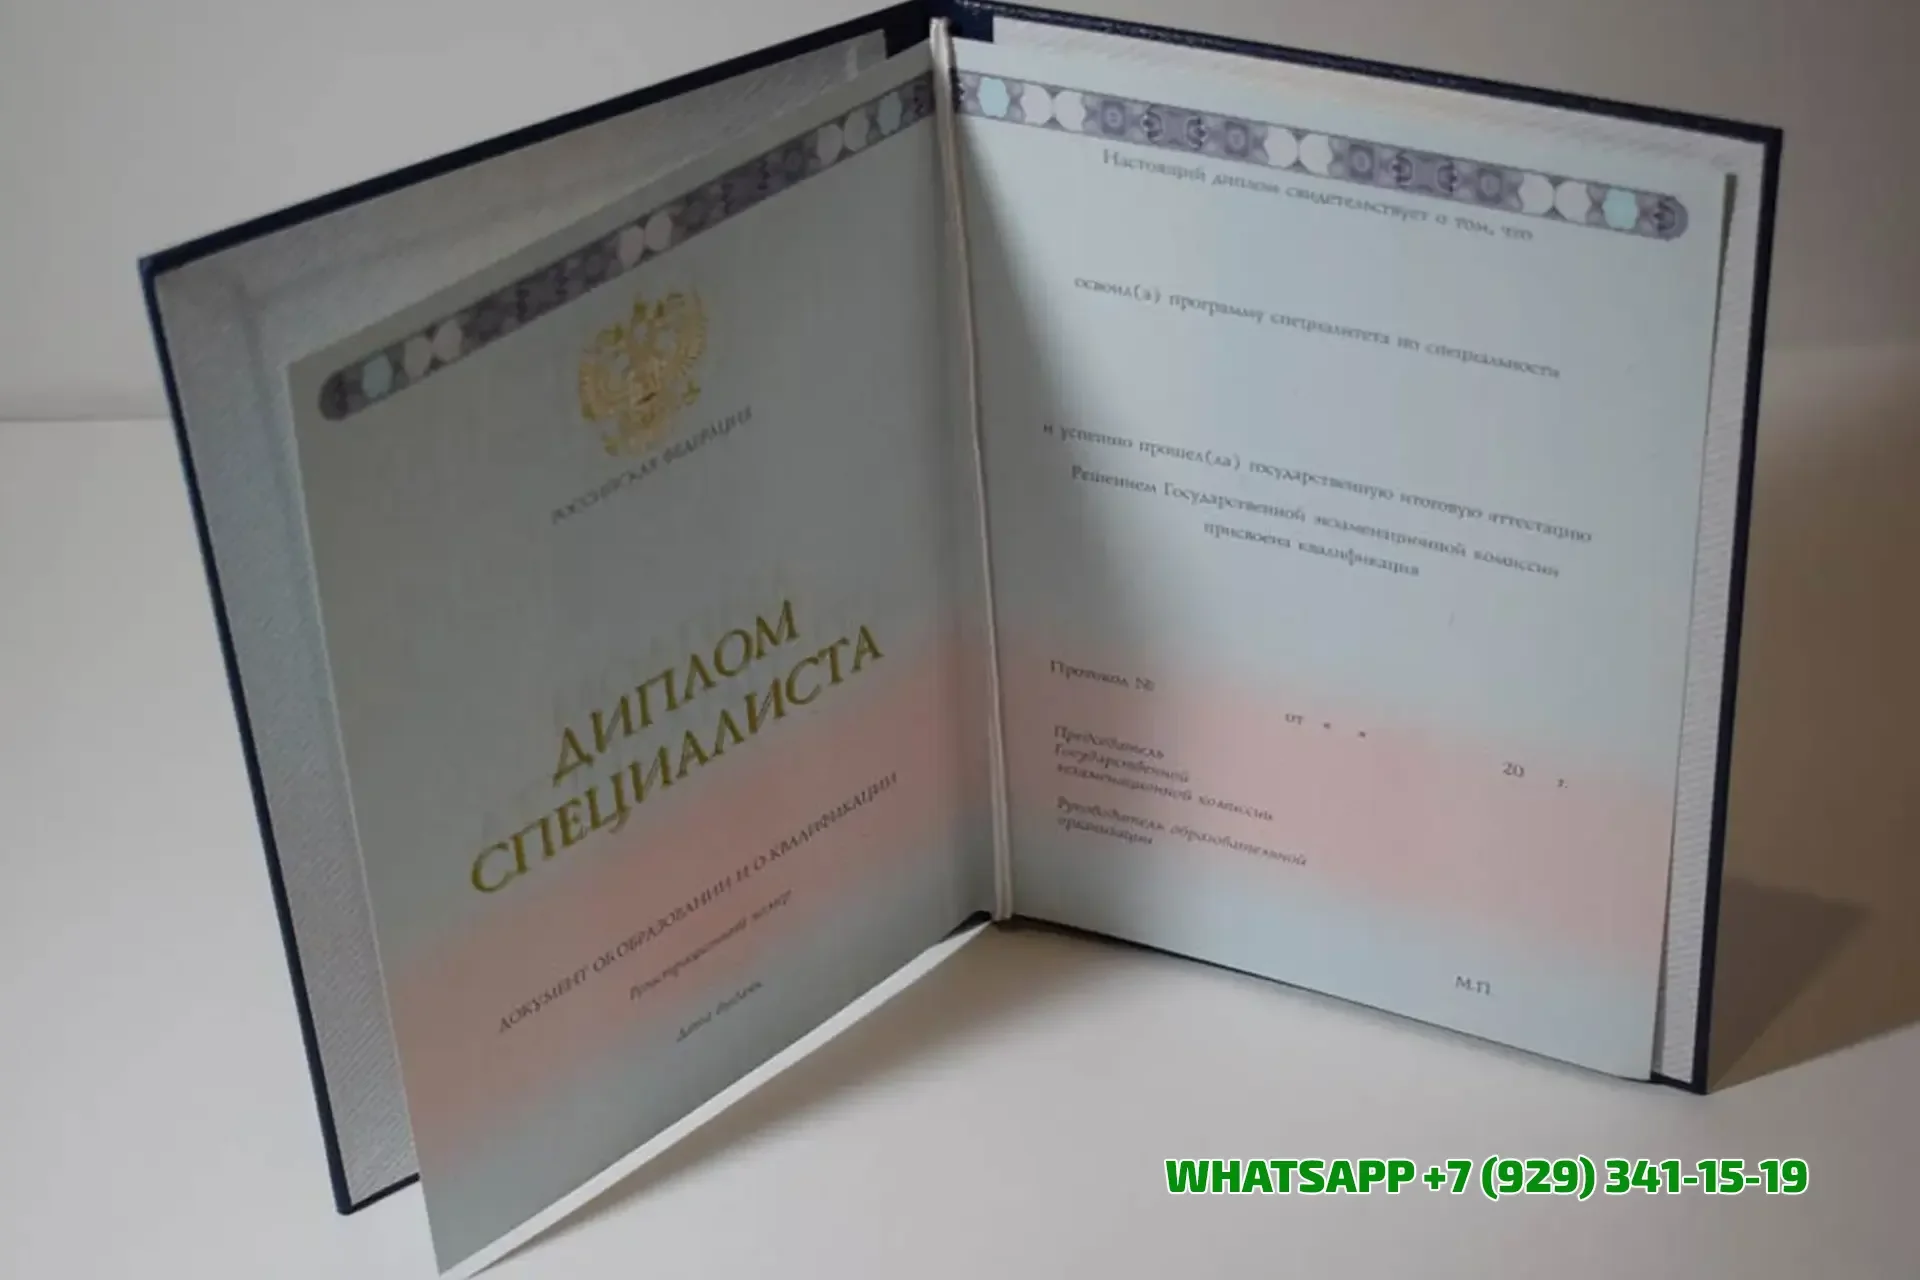 РОССИЙСКАЯ ФЕДЕРАЦИЯ
ДИПЛОМ
СПЕЦИАЛИСТА
ДОКУМЕНТ ОБ ОБРАЗОВАНИИ И О КВАЛИФИКАЦИИ
Регистрационный номер
Дата выдачи
Настоящий диплом свидетельствует о том, что
освоил(а) программу специалитета по специальности
и успешно прошел(ла) государственную итоговую аттестацию
Решением Государственной экзаменационной комиссии
присвоена квалификация
Протокол №
от « » 20 г.
Председатель
Государственной
экзаменационной комиссии
Руководитель образовательной
организации
М.П.
WHATSAPP +7 (929) 341-15-19